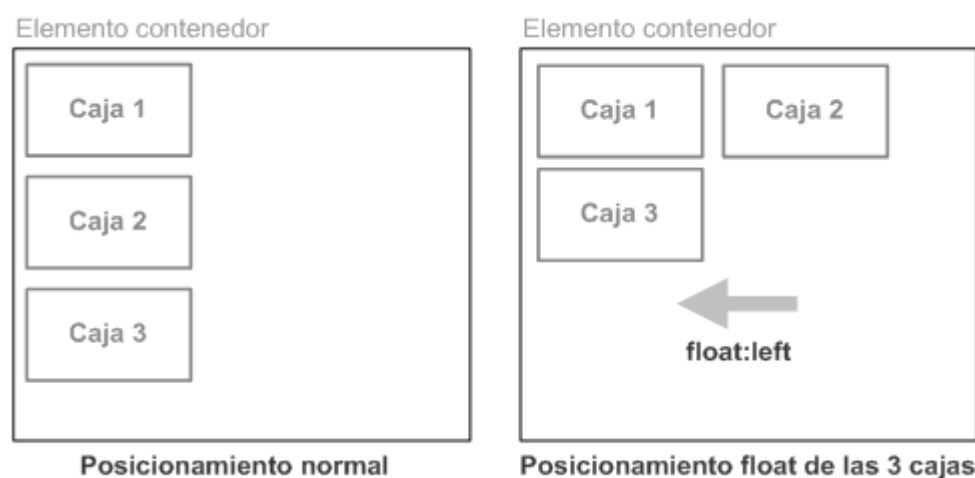 Elemento contenedor
Caja 1
Caja 2
Caja 3
Posicionamiento normal
Elemento contenedor
Caja 1 Caja 2
Caja 3
float:left
Posicionamiento float de las 3 cajas